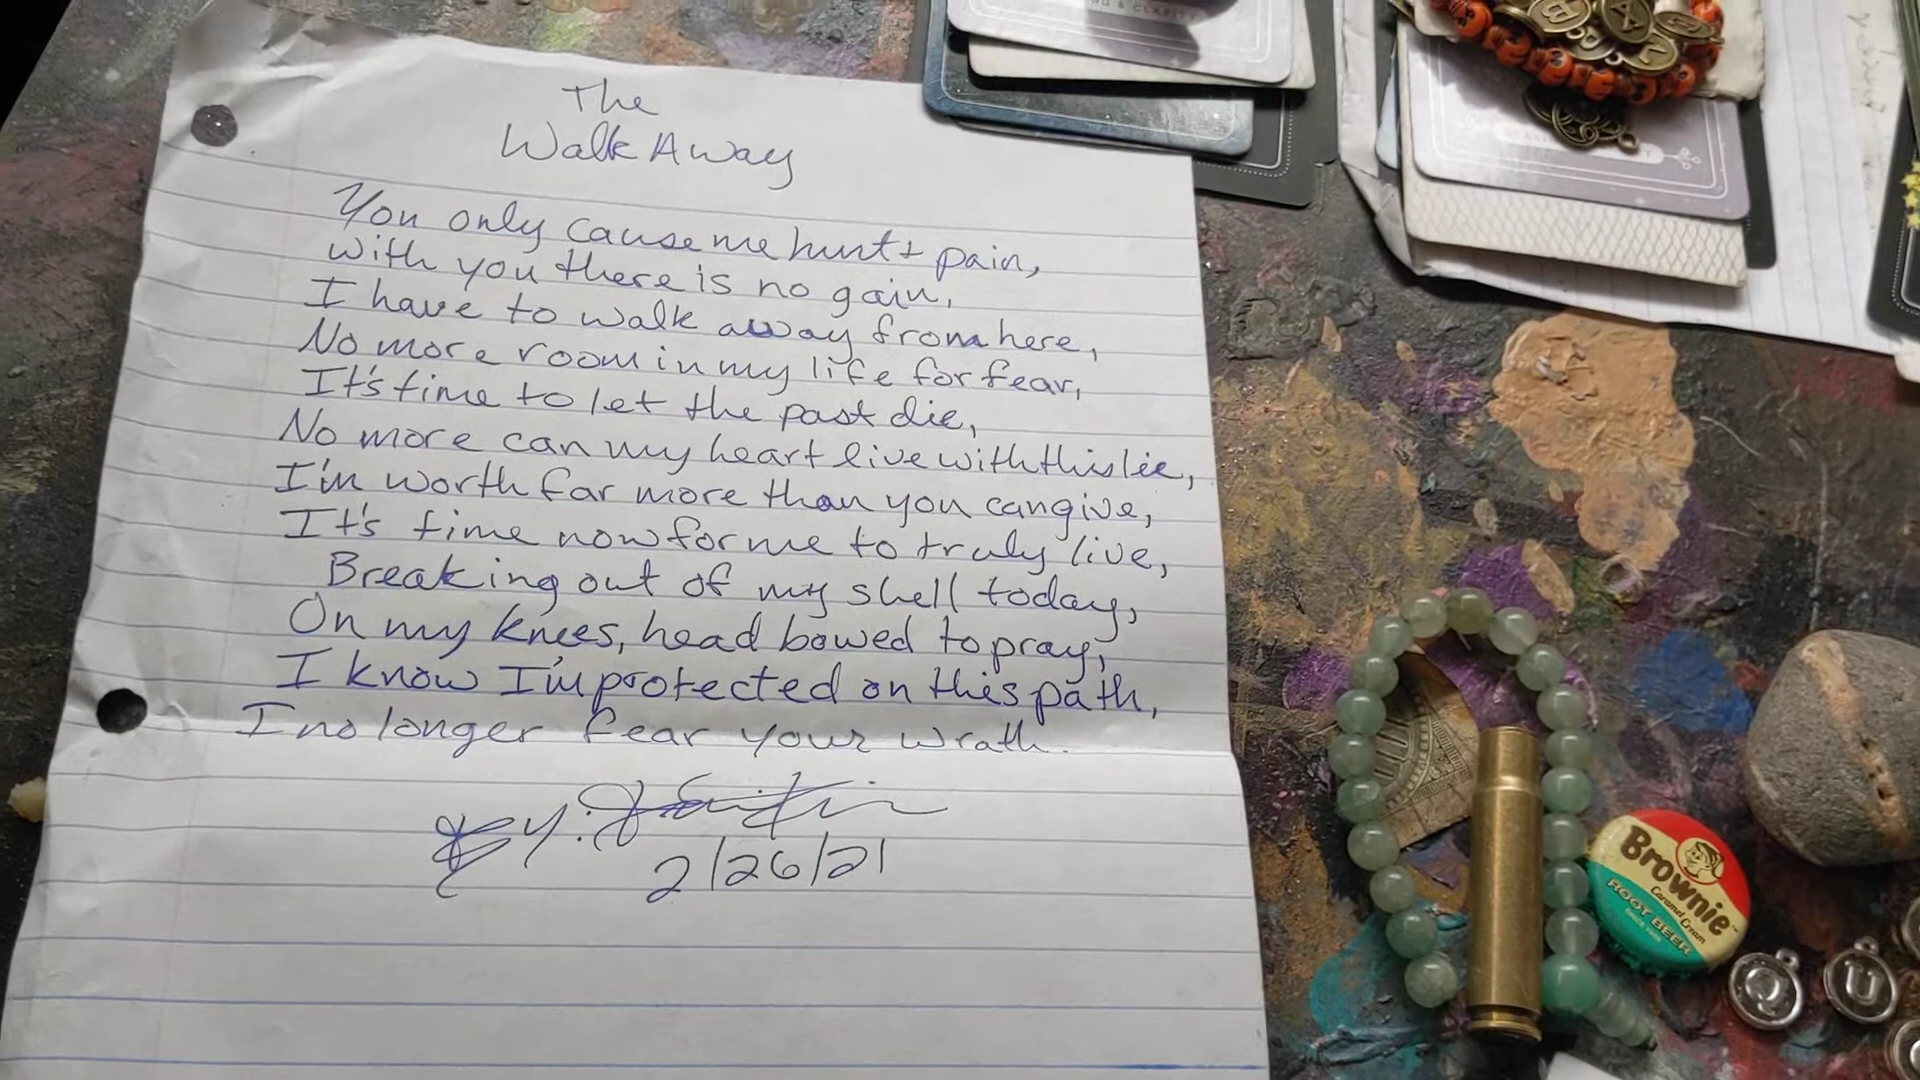 The
Walk Away
You only cause me hurt + pain,
With you there is no gain,
I have to walk away from here,
No more room in my life for fear,
It's time to let the past die,
No more can my heart live with this lie,
I'm worth far more than you can give,
It's time now for me to truly live,
Breaking out of my shell today,
On my knees, head bowed to pray,
I know I'm protected on this path,
I no longer fear your wrath.
2/26/21
Brownie
Caramel Cream
ROOT BEER
Q
U